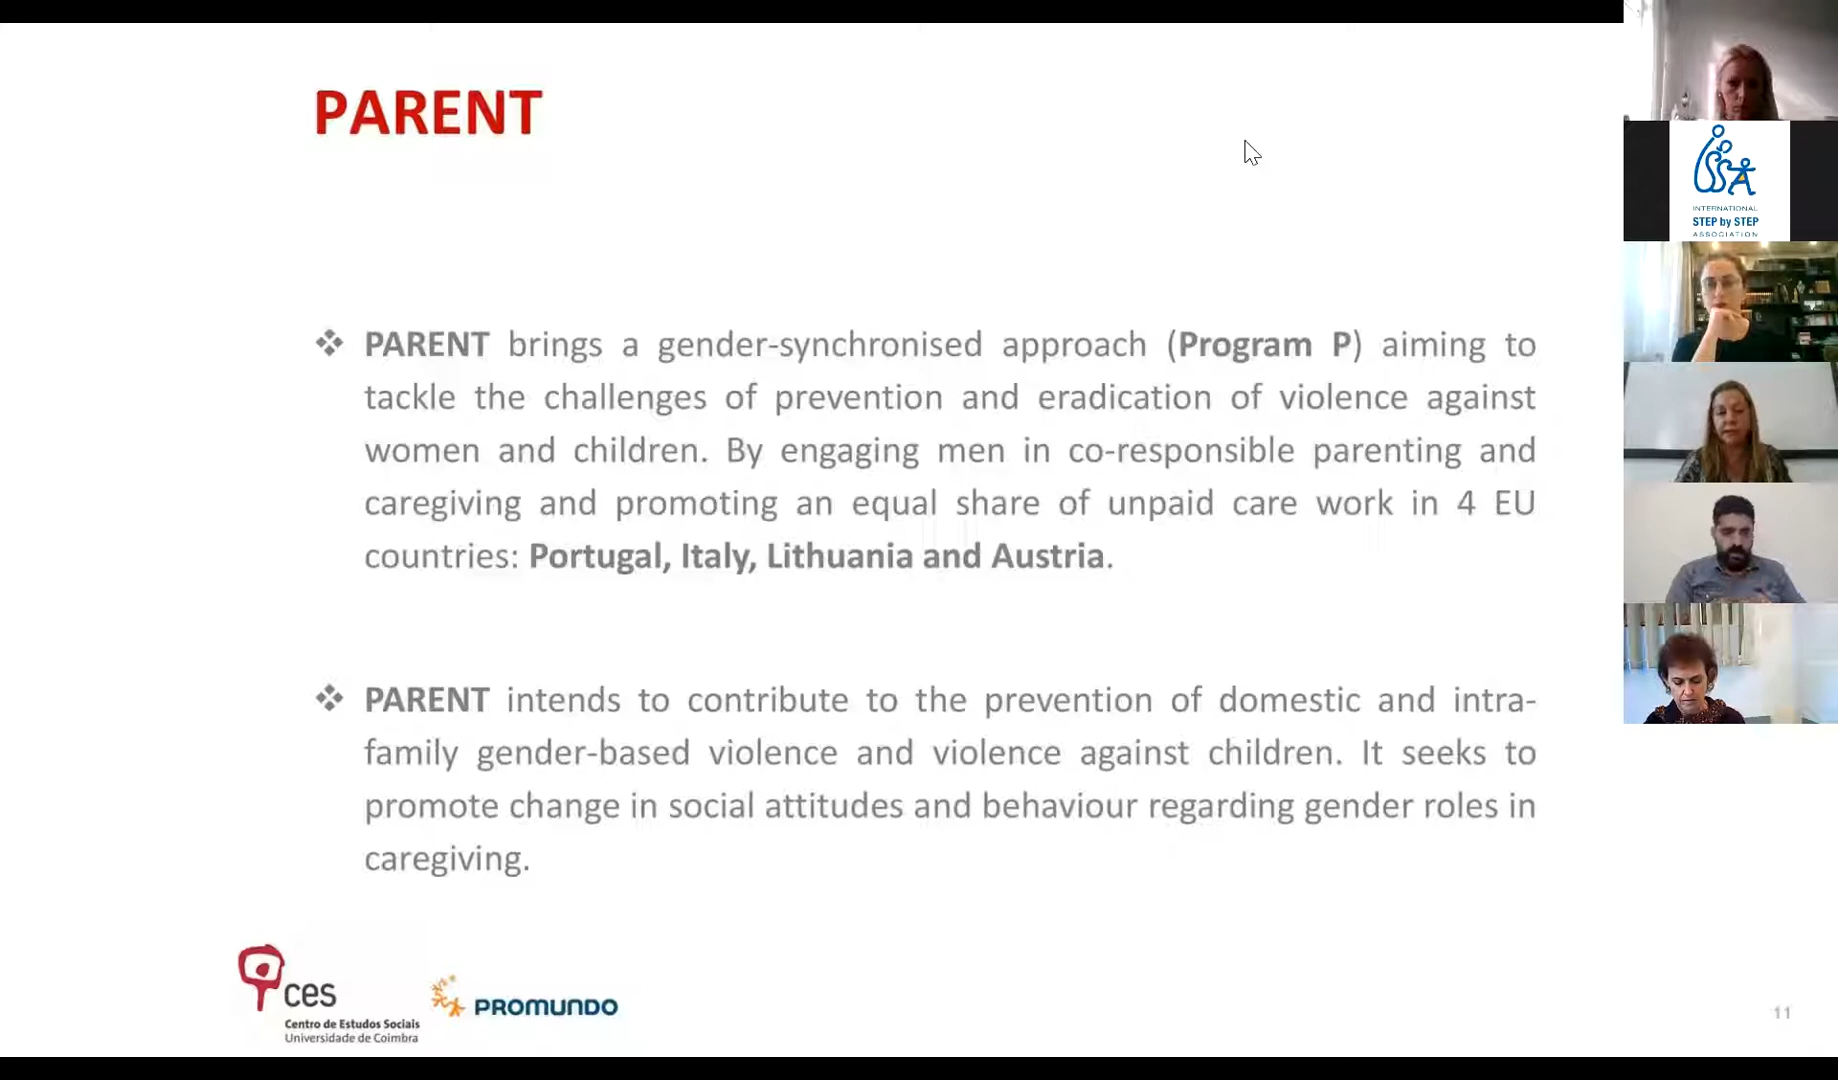 PARENT
PARENT brings a gender-synchronised approach (Program P) aiming to
tackle the challenges of prevention and eradication of violence against
women and children. By engaging men in co-responsible parenting and
caregiving and promoting an equal share of unpaid care work in 4 EU
countries: Portugal, Italy, Lithuania and Austria.
PARENT intends to contribute to the prevention of domestic and intra-
family gender-based violence and violence against children. It seeks to
promote change in social attitudes and behaviour regarding gender roles in
caregiving.
ces
Centro de Estudos Sociais
Universidade de Coimbra
PROMUNDO
11
ISSA
INTERNATIONAL
STEP by STEP
ASSOCIATION